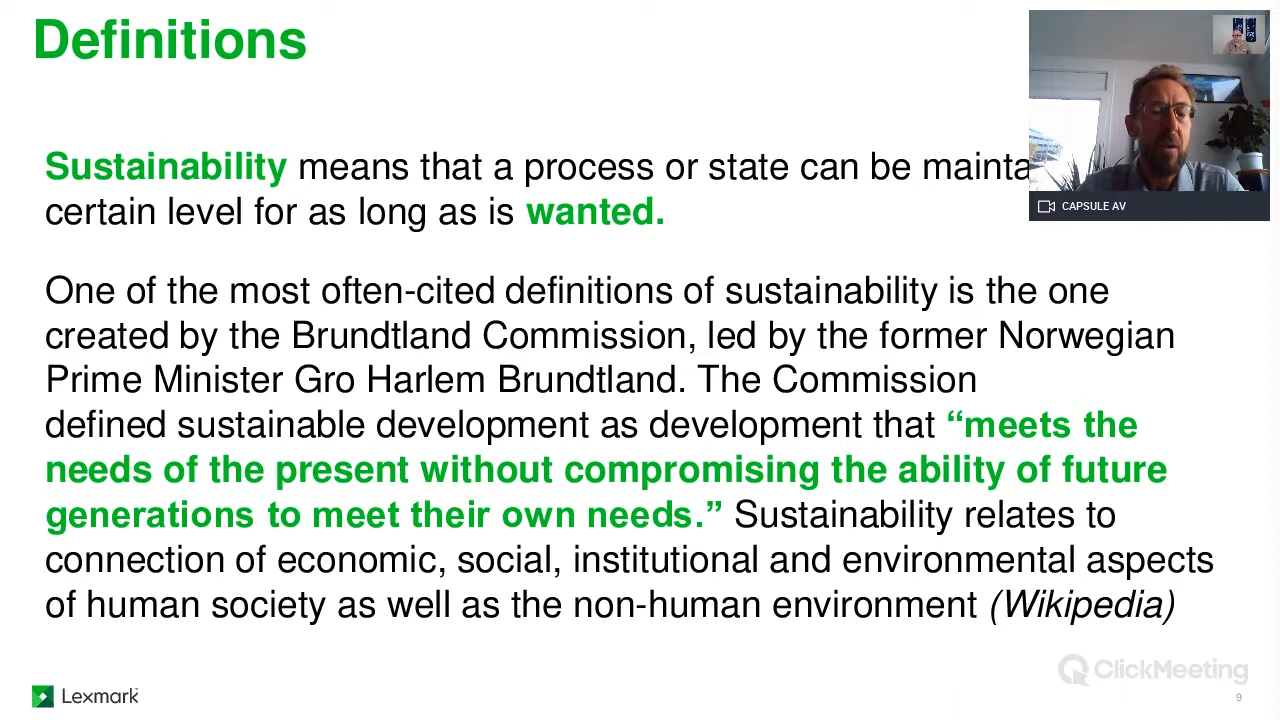 Definitions
Sustainability means that a process or state can be
certain level for as long as is wanted.
One of the most often-cited definitions of sustainability is the one
created by the Brundtland Commission, led by the former Norwegian
Prime Minister Gro Harlem Brundtland. The Commission
defined sustainable development as development that “meets the
needs of the present without compromising the ability of future
generations to meet their own needs.” Sustainability relates to
connection of economic, social, institutional and environmental aspects
of human society as well as the non-human environment (Wikipedia)
CAPSULE AV
Lexmark
ClickMeeting
9